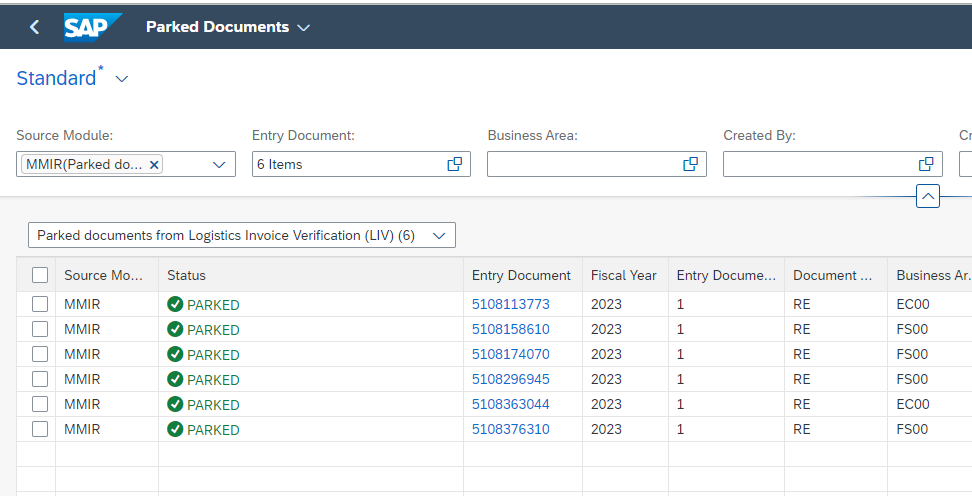 SAP Parked Documents
Standard*
Source Module: Entry Document: Business Area: Created By: Cr
MMIR(Parked do... × 6 Items
Parked documents from Logistics Invoice Verification (LIV) (6)
Source Mo... Status Entry Document Fiscal Year Entry Docume... Document ... Business Ar.
MMIR PARKED 5108113773 2023 1 RE EC00
MMIR PARKED 5108158610 2023 1 RE FS00
MMIR PARKED 5108174070 2023 1 RE FS00
MMIR PARKED 5108296945 2023 1 RE FS00
MMIR PARKED 5108363044 2023 1 RE EC00
MMIR PARKED 5108376310 2023 1 RE FS00